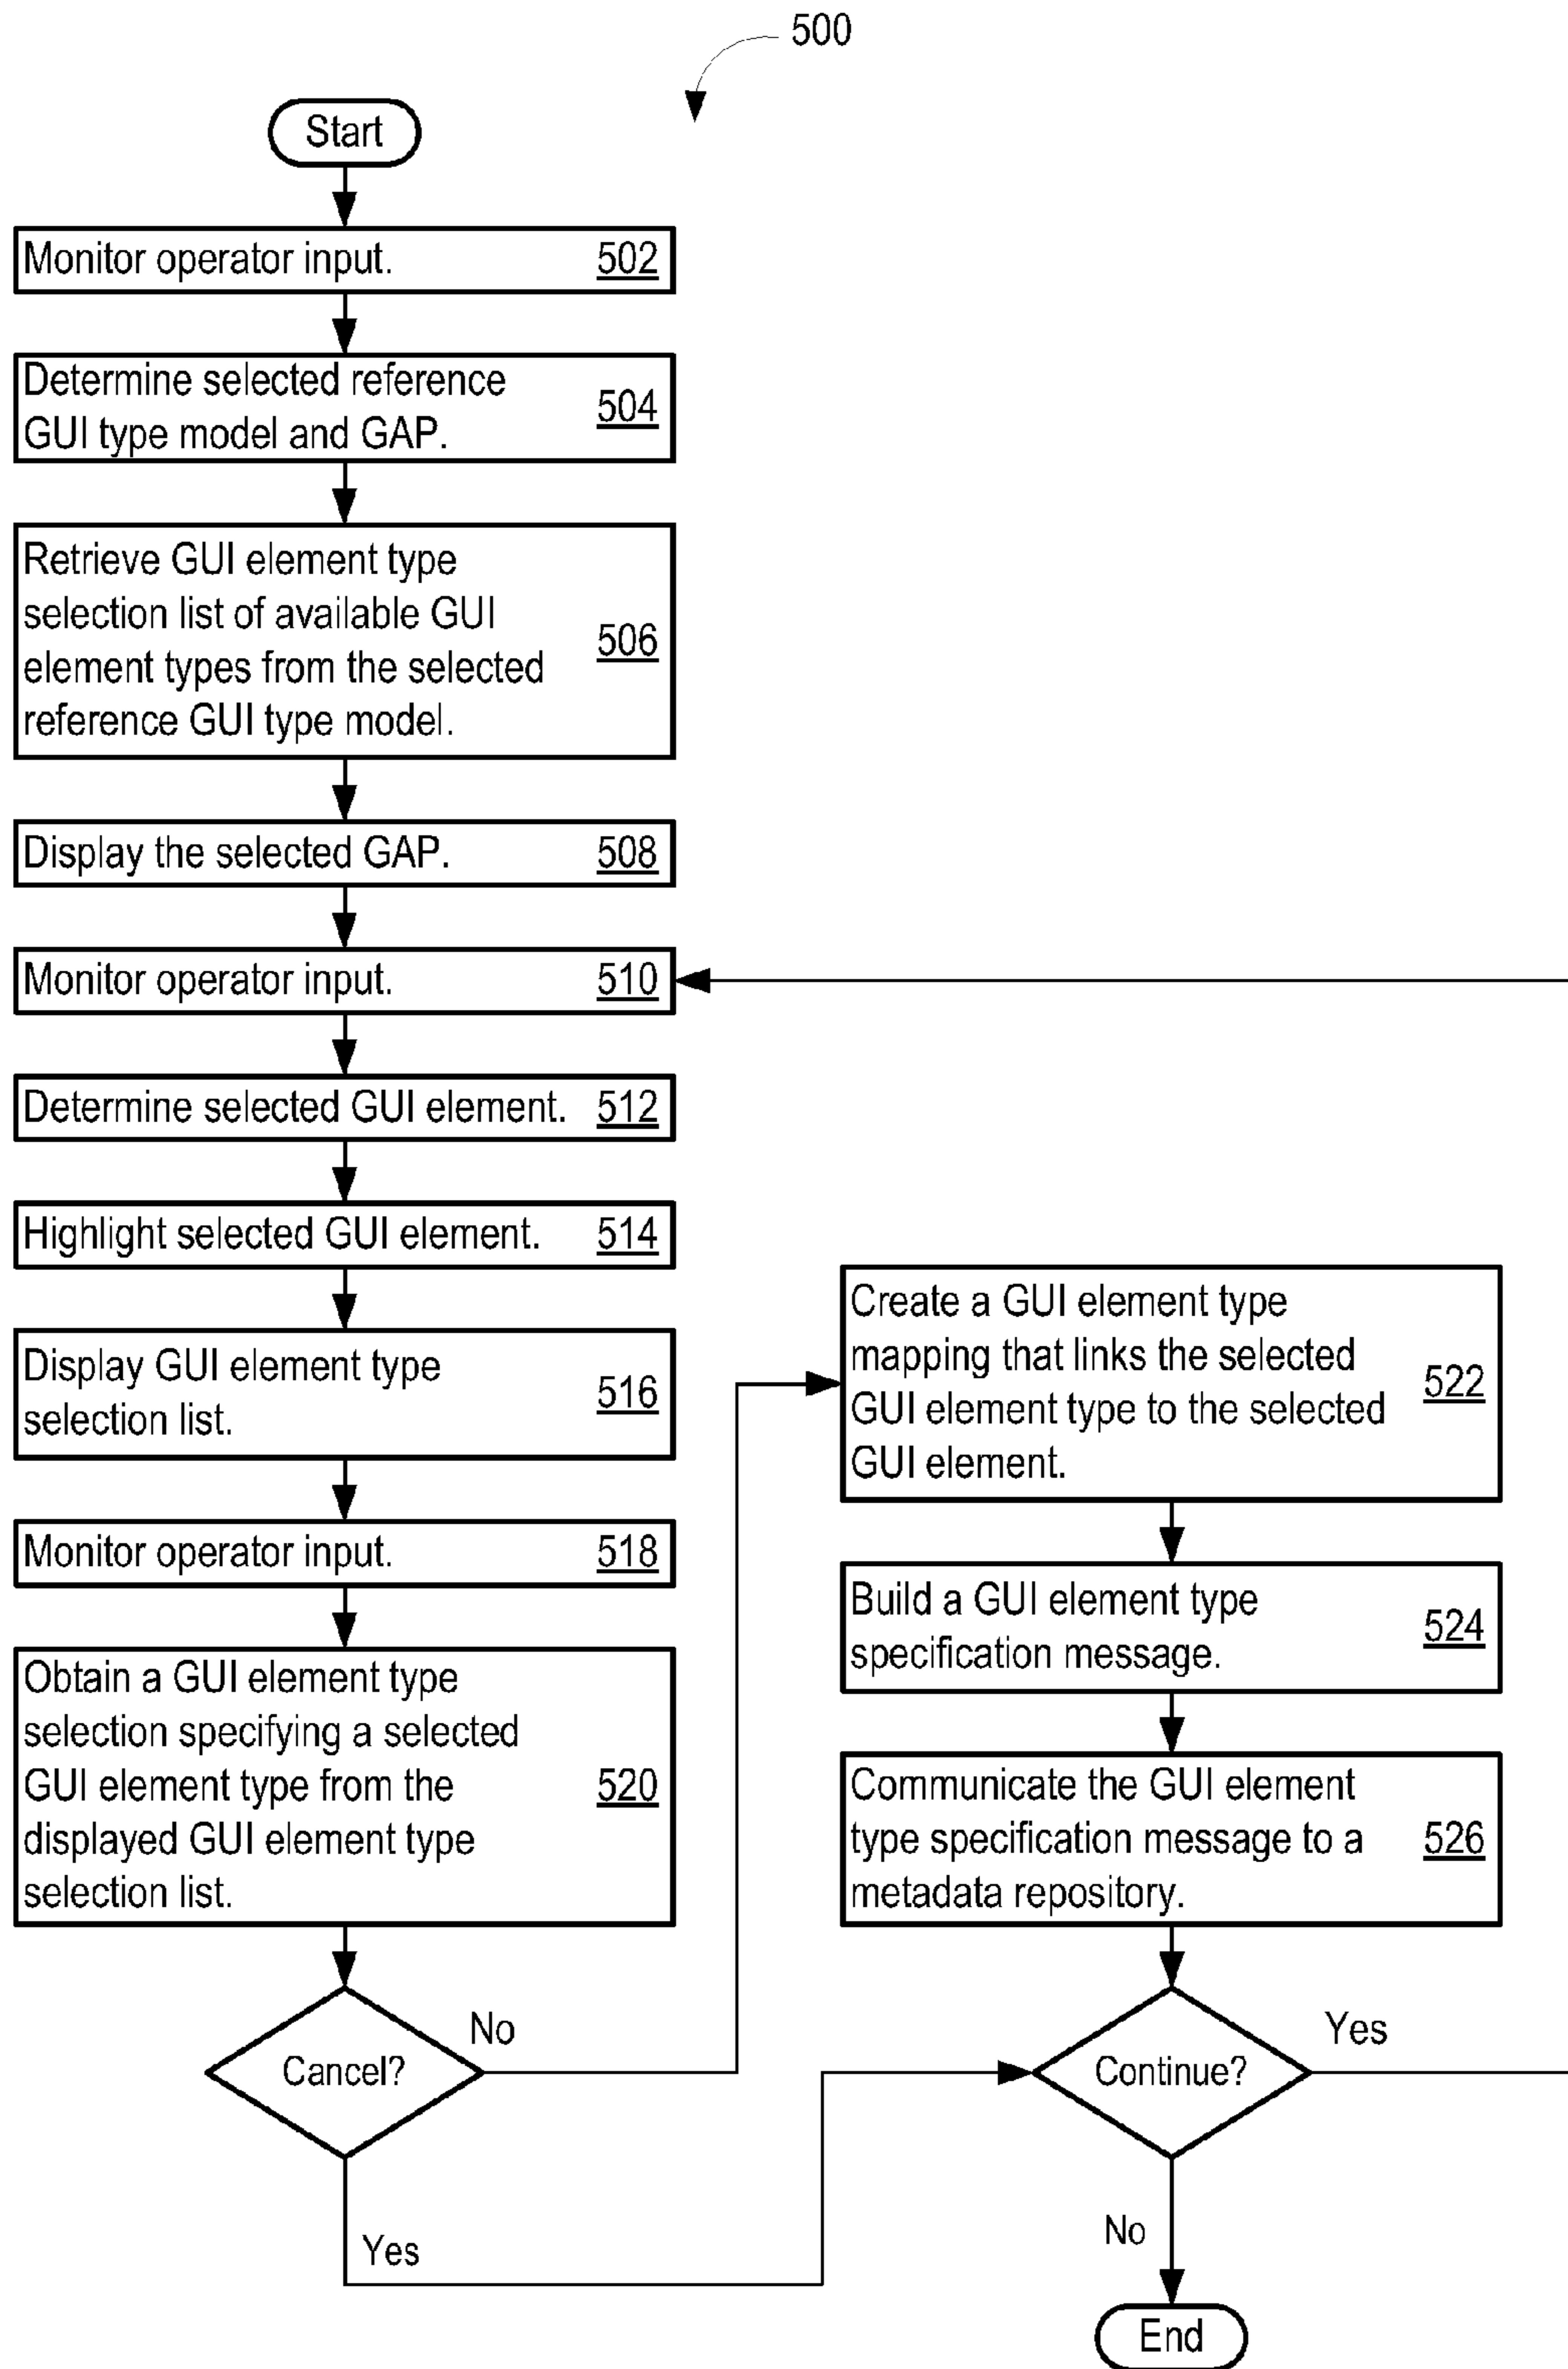 500
Start
Monitor operator input. 502
Determine selected reference
GUI type model and GAP.
504
Retrieve GUI element type
selection list of available GUI
element types from the selected
reference GUI type model.
506
Display the selected GAP. 508
Monitor operator input. 510
Determine selected GUI element. 512
Highlight selected GUI element. 514
Display GUI element type
selection list.
516
Monitor operator input. 518
Obtain a GUI element type
selection specifying a selected
GUI element type from the
displayed GUI element type
selection list.
520
Cancel?
No
Yes
Create a GUI element type
mapping that links the selected
GUI element type to the selected
GUI element.
522
Build a GUI element type
specification message.
524
Communicate the GUI element
type specification message to a
metadata repository.
526
Continue?
Yes
No
End